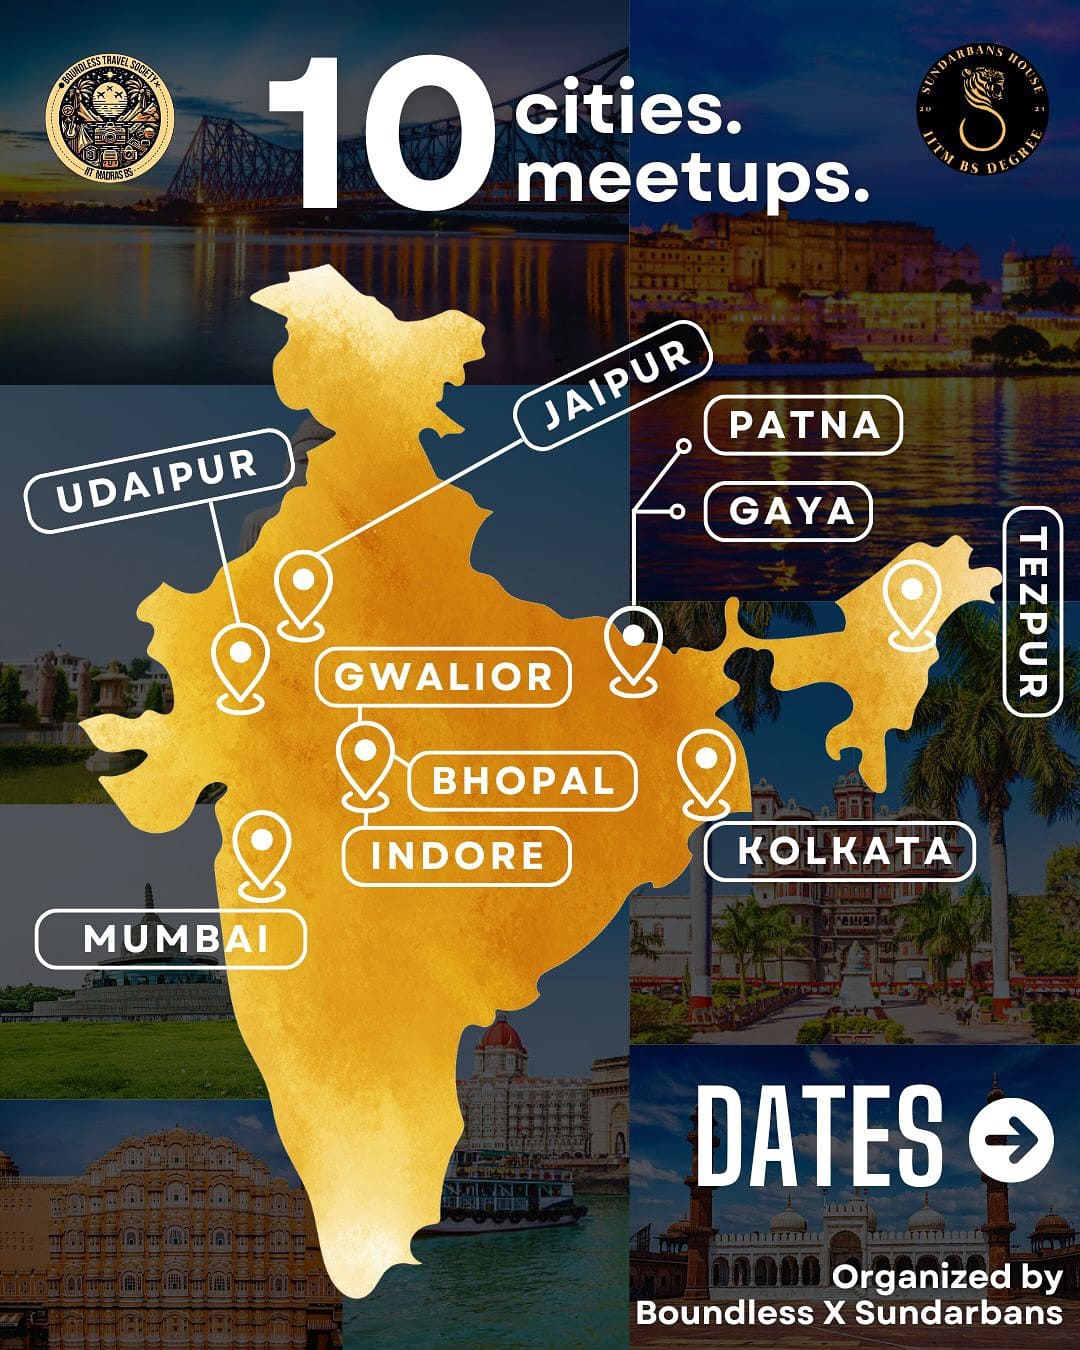 BOUNDLESS TRAVEL SOCIETY
IIT MADRAS BS
10 cities.
meetups.
SUNDARBANS HOUSE
20 21
IITM BS DEGREE
JAIPUR
PATNA
UDAIPUR
GAYA
TEZPUR
GWALIOR
BHOPAL
INDORE
KOLKATA
MUMBAI
DATES
Organized by
Boundless X Sundarbans